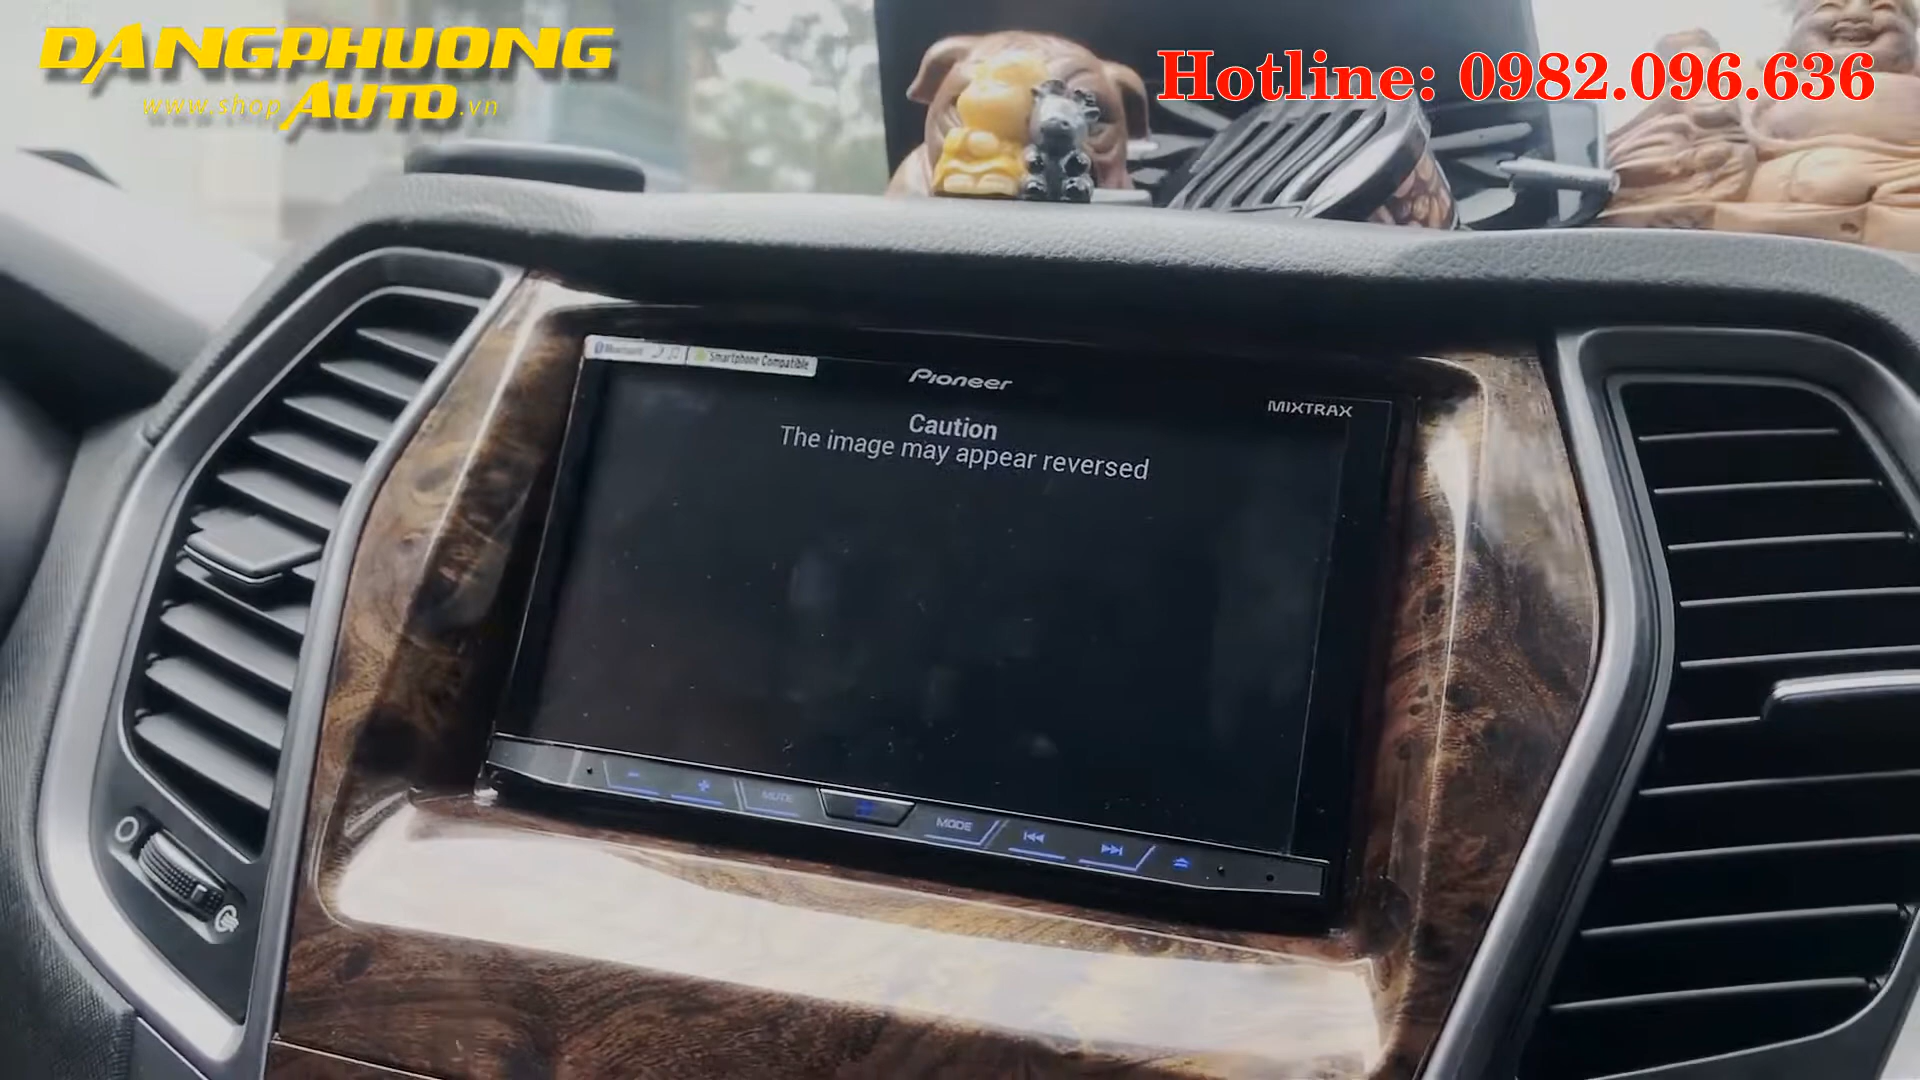 DANGPHUONG
www.shop AUTO.vn
Hotline: 0982.096.636
Bluetooth
Smartphone Compatible
Pioneer
MIXTRAX
Caution
The image may appear reversed
MUTE
MODE